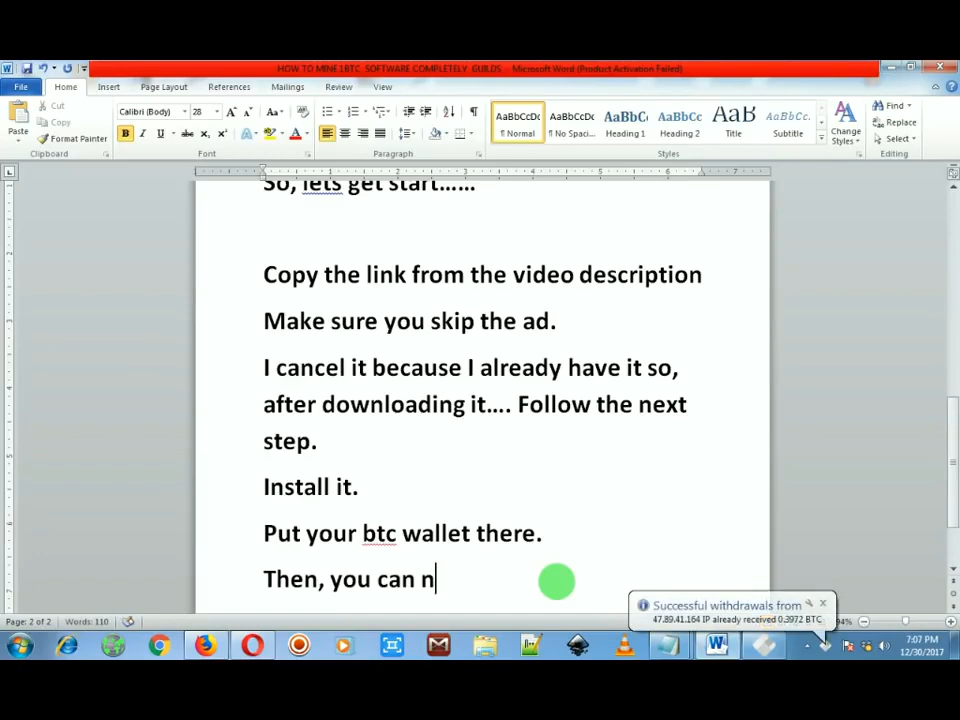 HOW TO MINE 1BTC SOFTWARE COMPLETELY GUILDS - Microsoft Word (Product Activation Failed)
File Home Insert Page Layout References Mailings Review View
Paste
Cut
Copy
Format Painter
Clipboard
Calibri (Body) 28
Font
Paragraph
AaBbCcDc AaBbCcDc AaBbCc AaBbCc AaB AaBbCc.
¶ Normal ¶ No Spaci... Heading 1 Heading 2 Title Subtitle
Change
Styles
Styles
Find
Replace
Select
Editing
So, lets get start……
Copy the link from the video description
Make sure you skip the ad.
I cancel it because I already have it so,
after downloading it…. Follow the next
step.
Install it.
Put your btc wallet there.
Then, you can n
Successful withdrawals from
47.89.41.164 IP already received 0.3972 BTC
Page: 2 of 2 Words: 110
94%
7:07 PM
12/30/2017